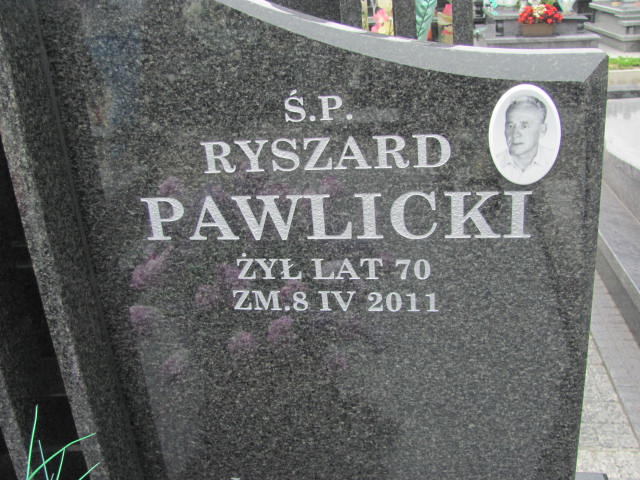 Ś.P.
RYSZARD
PAWLICKI
ŻYŁ LAT 70
ZM.8 IV 2011